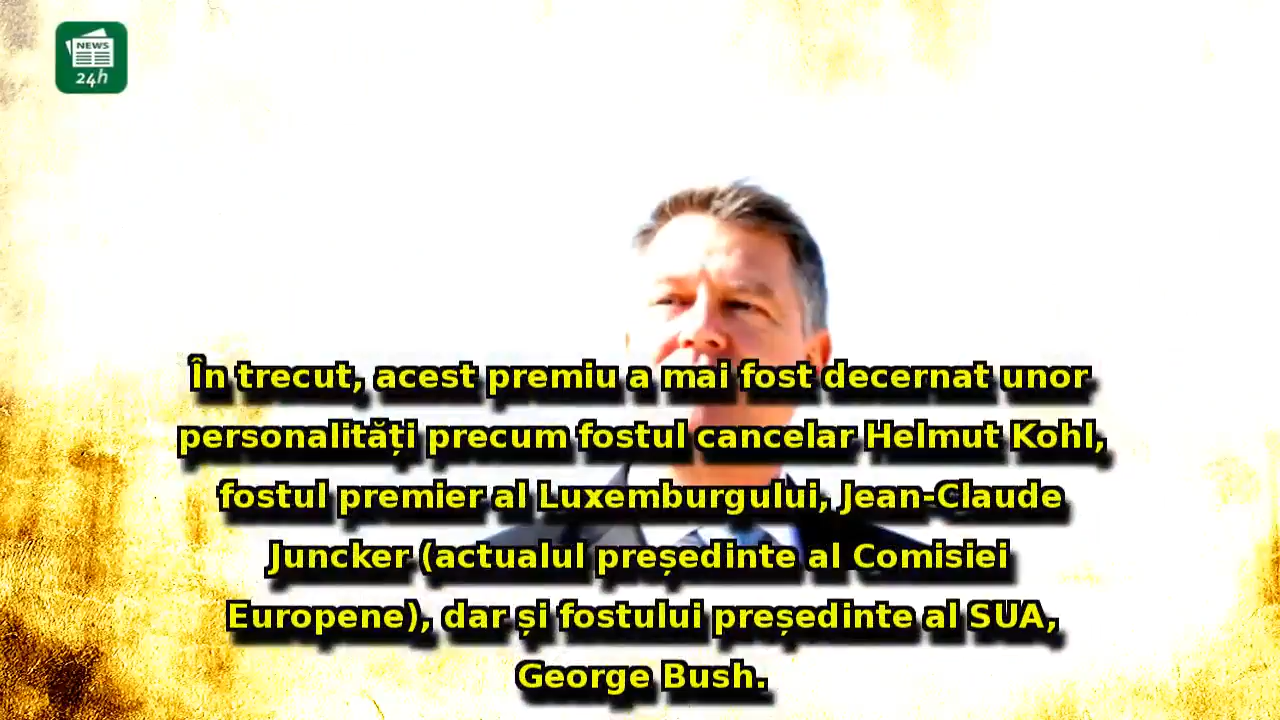 NEWS
24h
În trecut, acest premiu a mai fost decernat unor
personalități precum fostul cancelar Helmut Kohl,
fostul premier al Luxemburgului, Jean-Claude
Juncker (actualul președinte al Comisiei
Europene), dar și fostului președinte al SUA,
George Bush.